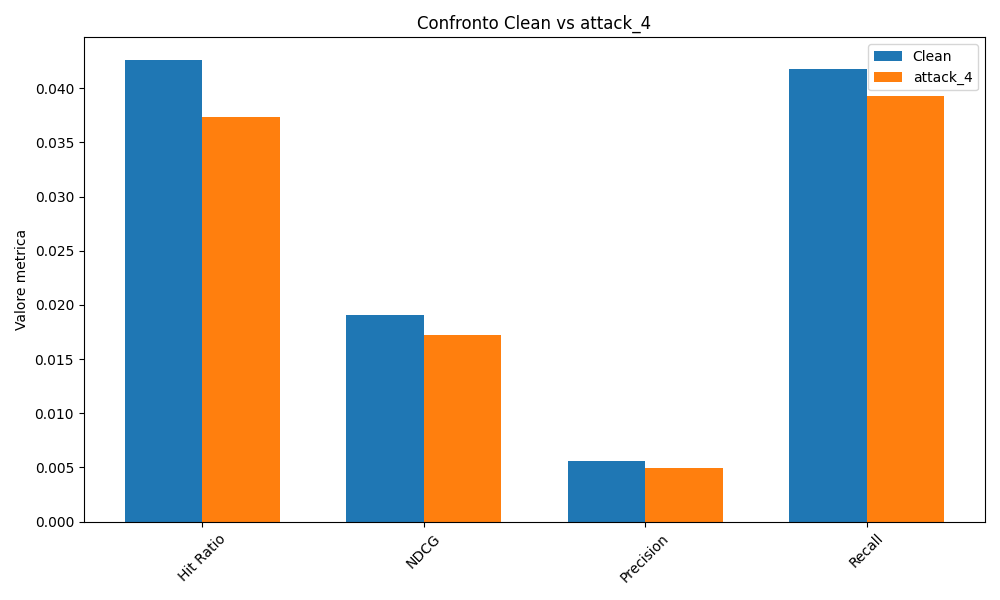 Confronto Clean vs attack_4
Clean
attack_4
Valore metrica
0.040
0.035
0.030
0.025
0.020
0.015
0.010
0.005
0.000
Hit Ratio
NDCG
Precision
Recall